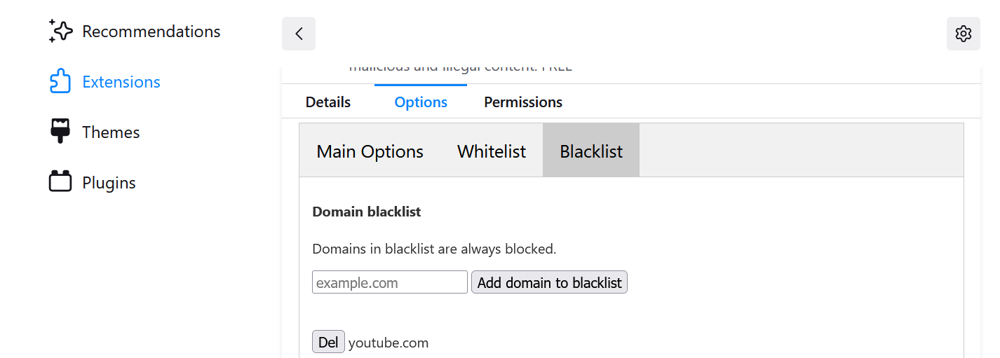 Recommendations
Extensions
Themes
Plugins
malicious and illegal content. FREE
Details Options Permissions
Main Options Whitelist Blacklist
Domain blacklist
Domains in blacklist are always blocked.
example.com Add domain to blacklist
Del youtube.com